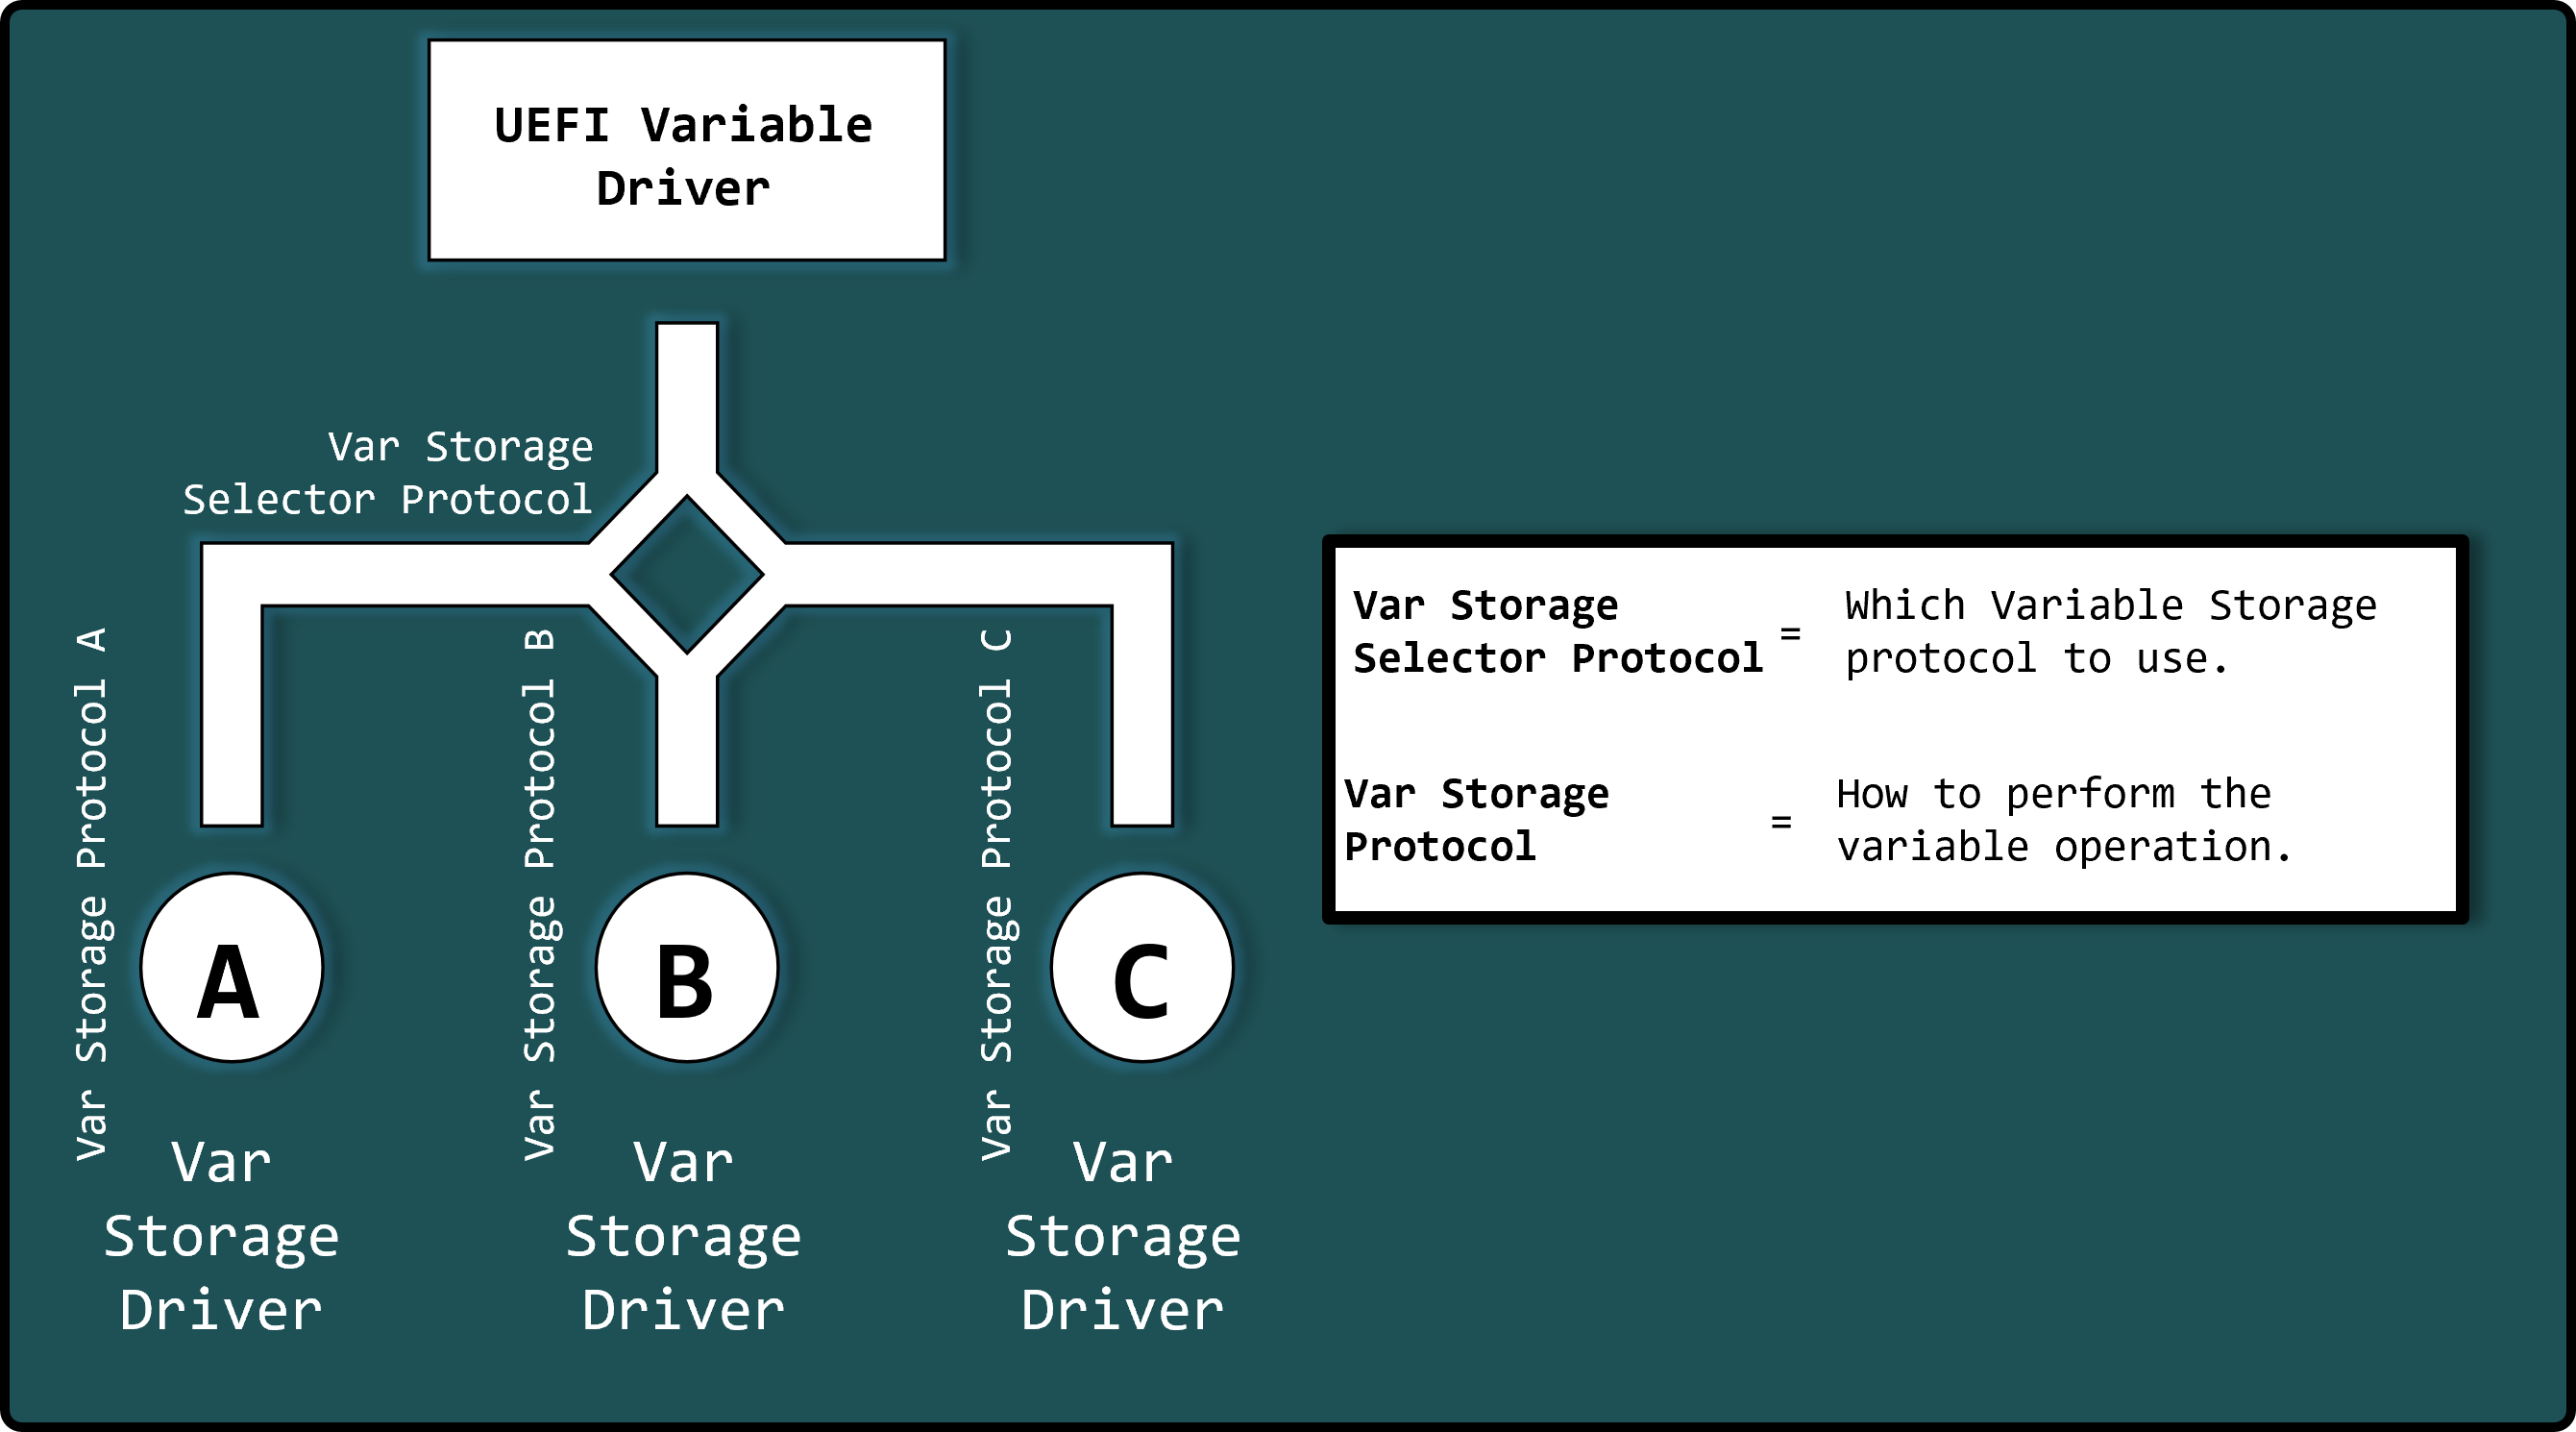 UEFI Variable
Driver
Var Storage
Selector Protocol
Var Storage Protocol A
Var Storage Protocol B
Var Storage Protocol C
A
B
C
Var
Storage
Driver
Var
Storage
Driver
Var
Storage
Driver
Var Storage
Selector Protocol
=
Which Variable Storage
protocol to use.
Var Storage
Protocol
=
How to perform the
variable operation.